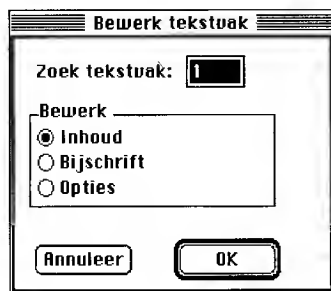 Bewerk tekstvak
Zoek tekstvak: 1
Bewerk
Inhoud
Bijschrift
Opties
Annuleer OK